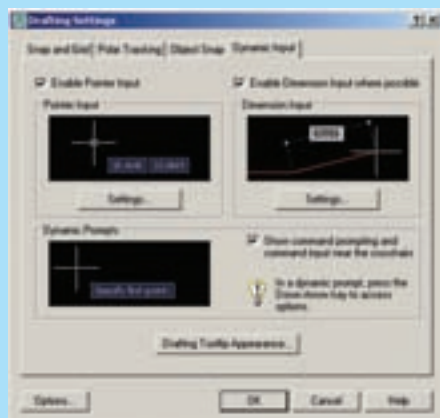 Drafting Settings
Snap and Grid Polar Tracking Object Snap Dynamic Input
Enable Pointer Input
Enable Dimension Input where possible
Pointer Input
Dimension Input
Settings...
Settings...
Dynamic Prompts
Show command prompting and
command input near the crosshairs
Specify first point:
In a dynamic prompt, press the
Down Arrow key to access
options.
Drafting Tooltip Appearance...
Options...
OK
Cancel
Help